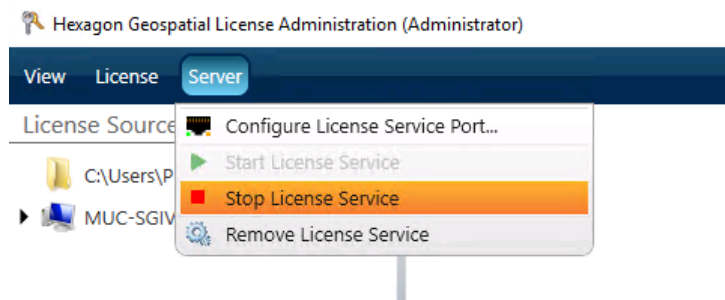 Hexagon Geospatial License Administration (Administrator)
View License Server
License Source
Configure License Service Port...
Start License Service
C:\Users\P
Stop License Service
MUC-SGIV
Remove License Service